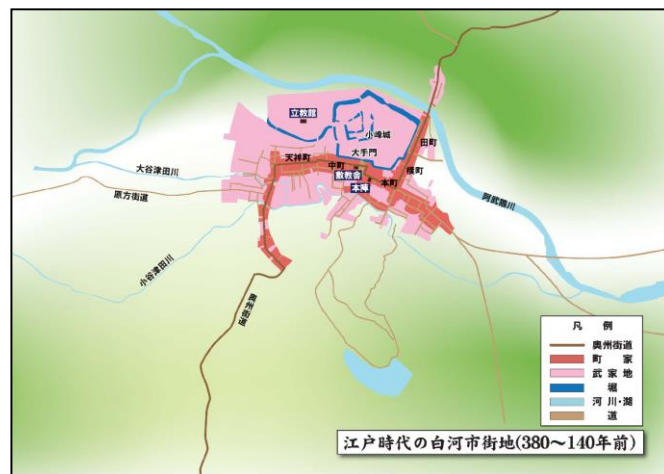 立教館
小峰城
大手門
田町
天神町
中町
敷教舎
本陣
本町
横町
大谷津田川
原方街道
阿武隈川
小谷津田川
奥州街道
凡 例
奥州街道
町 家
武 家 地
堀
河川・湖
道
江戸時代の白河市街地(380～140年前)